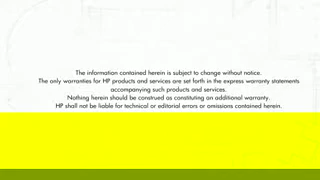 The information contained herein is subject to change without notice.
The only warranties for HP products and services are set forth in the express warranty statements
accompanying such products and services.
Nothing herein should be construed as constituting an additional warranty.
HP shall not be liable for technical or editorial errors or omissions contained herein.